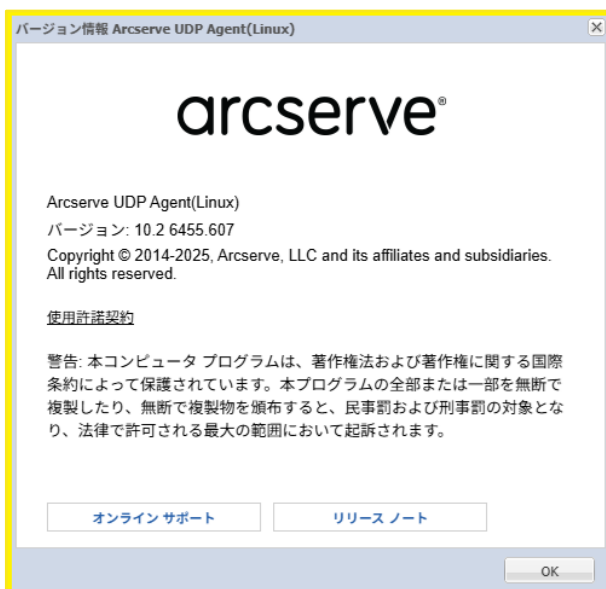 バージョン情報 Arcserve UDP Agent(Linux)
arcserve®
Arcserve UDP Agent(Linux)
バージョン: 10.2 6455.607
Copyright © 2014-2025, Arcserve, LLC and its affiliates and subsidiaries.
All rights reserved.
使用許諾契約
警告: 本コンピュータ プログラムは、著作権法および著作権に関する国際
条約によって保護されています。本プログラムの全部または一部を無断で
複製したり、無断で複製物を頒布すると、民事罰および刑事罰の対象とな
り、法律で許可される最大の範囲において起訴されます。
オンライン サポート
リリース ノート
OK